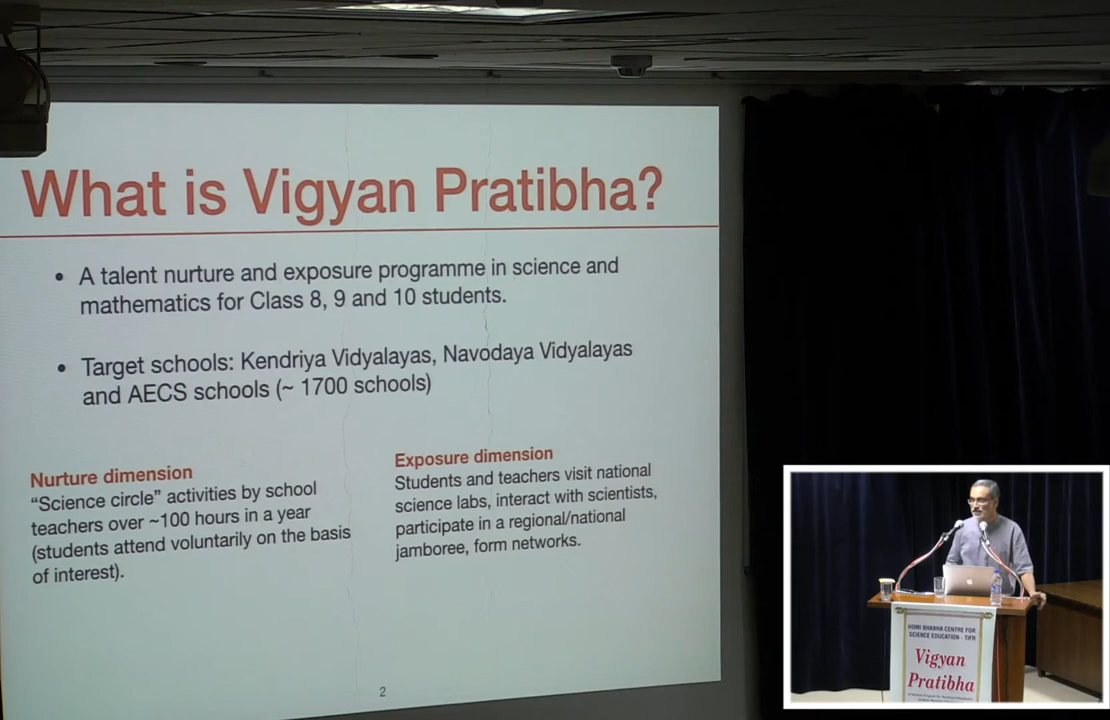 What is Vigyan Pratibha?
• A talent nurture and exposure programme in science and
mathematics for Class 8, 9 and 10 students.
• Target schools: Kendriya Vidyalayas, Navodaya Vidyalayas
and AECS schools (~ 1700 schools)
Nurture dimension
“Science circle” activities by school
teachers over ~100 hours in a year
(students attend voluntarily on the basis
of interest).
Exposure dimension
Students and teachers visit national
science labs, interact with scientists,
participate in a regional/national
jamboree, form networks.
2
HOMI BHABHA CENTRE FOR
SCIENCE EDUCATION - TIFR
Vigyan
Pratibha